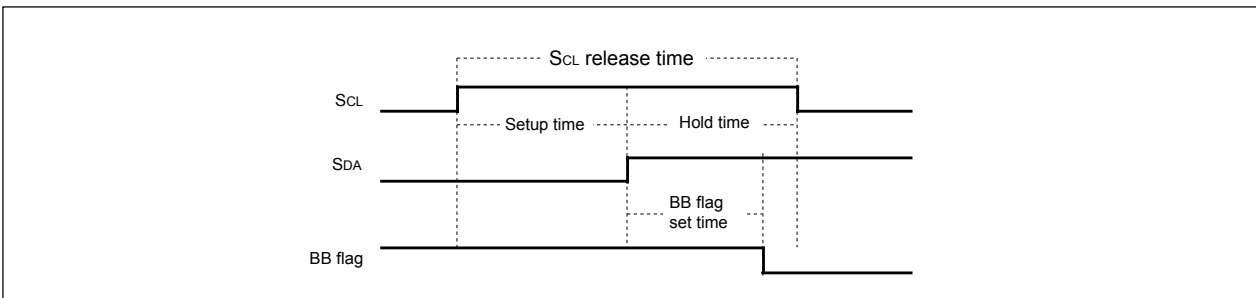 SCL release time
SCL
Setup time
Hold time
SDA
BB flag
set time
BB flag